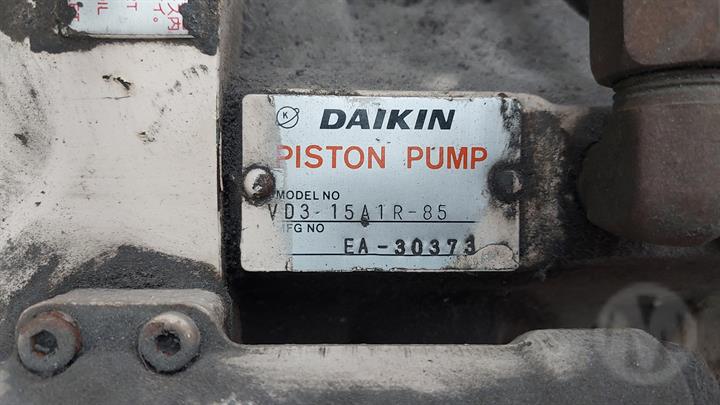 K DAIKIN
PISTON PUMP
MODEL NO
VD3-15A1R-85
MFG NO
EA-30373